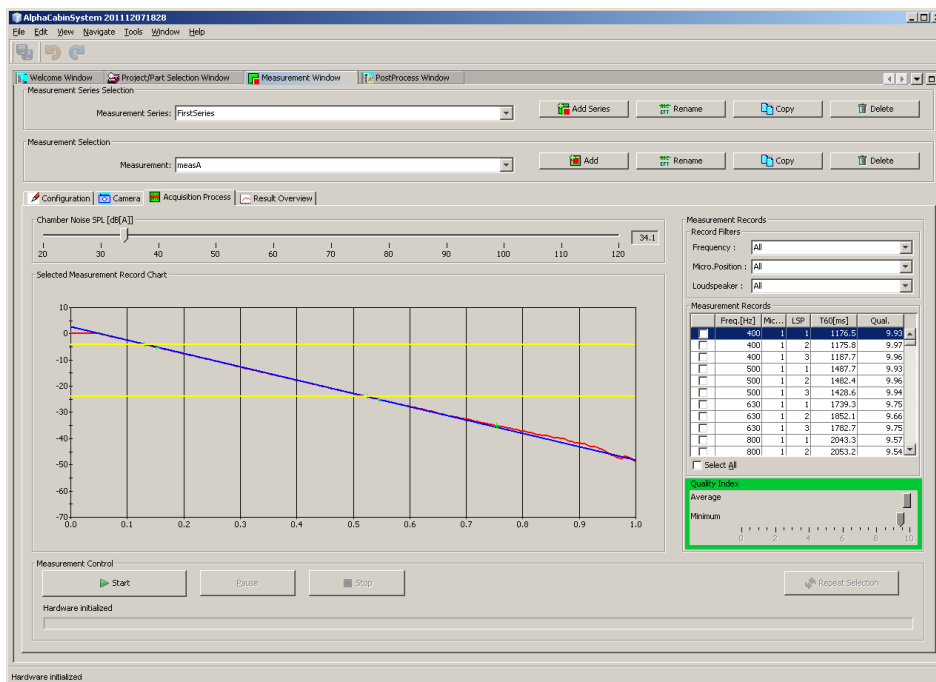 AlphaCabinSystem 201112071828
File Edit View Navigate Tools Window Help
Welcome Window Project/Part Selection Window Measurement Window PostProcess Window
Measurement Series Selection
Measurement Series: FirstSeries Add Series Rename Copy Delete
Measurement Selection
Measurement: measA Add Rename Copy Delete
Configuration Camera Acquisition Process Result Overview
Chamber Noise SPL [dB[A]]
34.1
20 30 40 50 60 70 80 90 100 110 120
Selected Measurement Record Chart
10
0
-10
-20
-30
-40
-50
-60
-70
0.0 0.1 0.2 0.3 0.4 0.5 0.6 0.7 0.8 0.9 1.0
Measurement Records
Record Filters
Frequency : All
Micro.Position : All
Loudspeaker : All
Measurement Records
Freq.[Hz] Mic... LSP T60[ms] Qual.
400 1 1 1176.5 9.93
400 1 2 1175.8 9.97
400 1 3 1187.7 9.96
500 1 1 1487.7 9.93
500 1 2 1482.4 9.96
500 1 3 1428.6 9.94
630 1 1 1739.3 9.75
630 1 2 1852.1 9.66
630 1 3 1782.7 9.75
800 1 1 2043.3 9.57
800 1 2 2053.2 9.54
Select All
Quality Index
Average
Minimum
0 2 4 6 8 10
Measurement Control
Start Pause Stop Repeat Selection
Hardware initialized
Hardware initialized